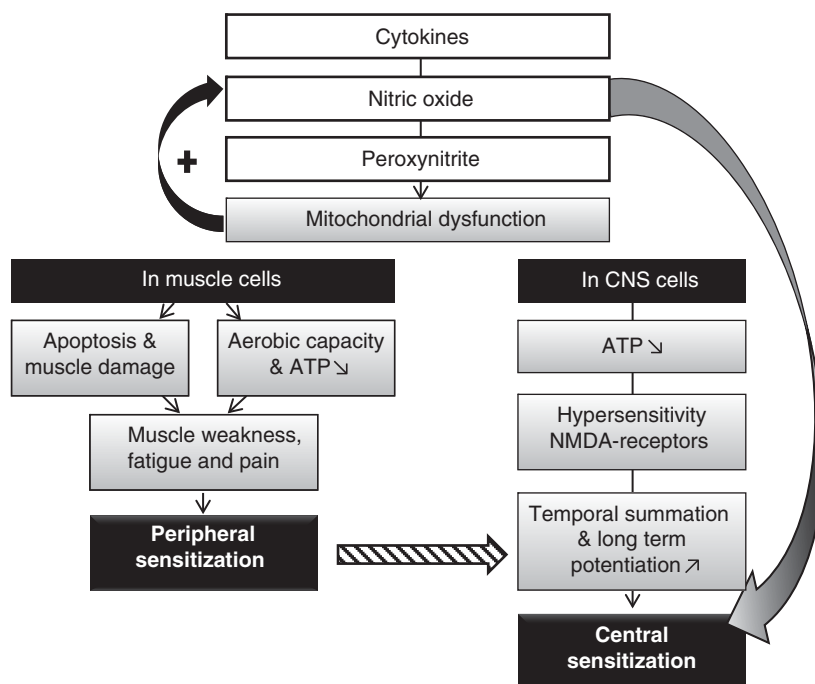 Cytokines
Nitric oxide
+
Peroxynitrite
Mitochondrial dysfunction
In muscle cells
Apoptosis &
muscle damage
Aerobic capacity
& ATP↘
Muscle weakness,
fatigue and pain
Peripheral
sensitization
In CNS cells
ATP↘
Hypersensitivity
NMDA-receptors
Temporal summation
& long term
potentiation↗
Central
sensitization